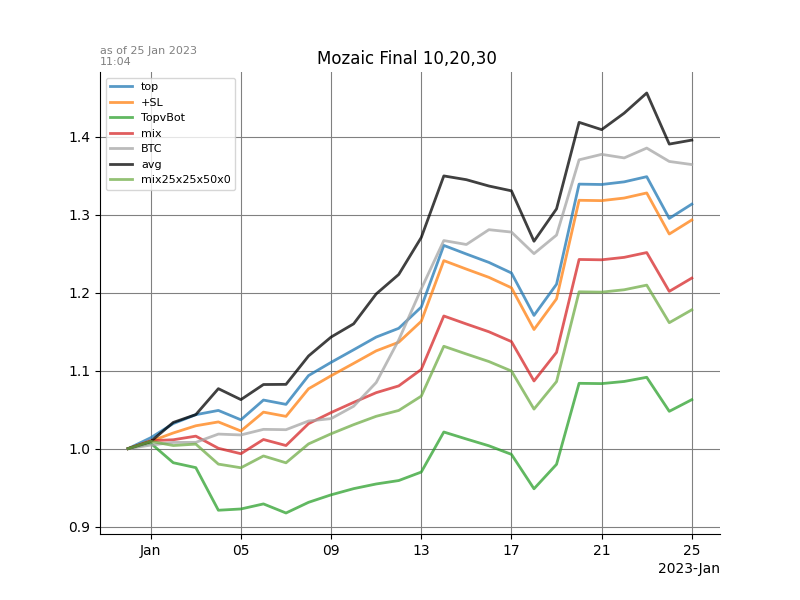 as of 25 Jan 2023
11:04
Mozaic Final 10,20,30
top
+SL
TopvBot
mix
BTC
avg
mix25x25x50x0
1.4
1.3
1.2
1.1
1.0
0.9
Jan 05 09 13 17 21 25
2023-Jan